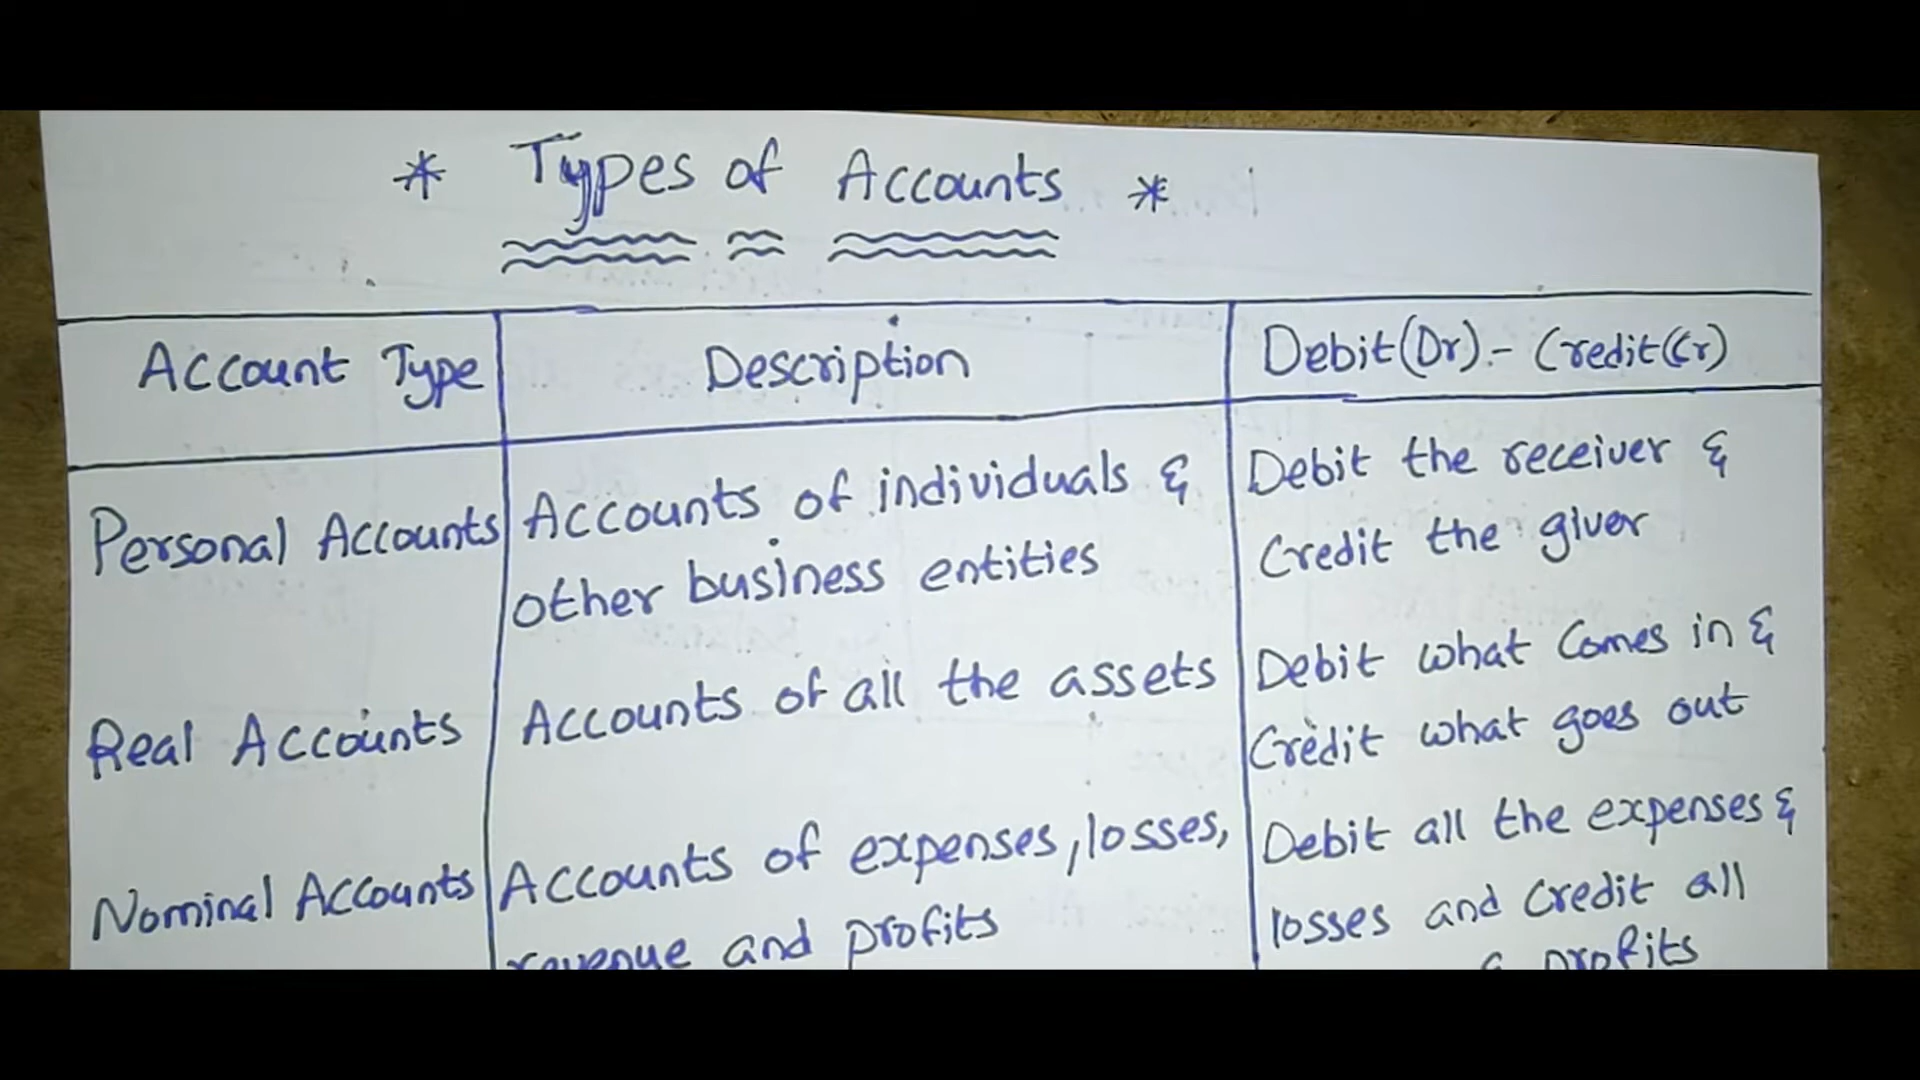 * Types of Accounts *
Account Type
Description
Debit(Dr)- Credit(Cr)
Personal Accounts
Accounts of individuals &
other business entities
Debit the receiver &
Credit the giver
Real Accounts
Accounts of all the assets
Debit what comes in &
Credit what goes out
Nominal Accounts
Accounts of expenses, losses,
revenue and profits
Debit all the expenses &
losses and credit all
& profits